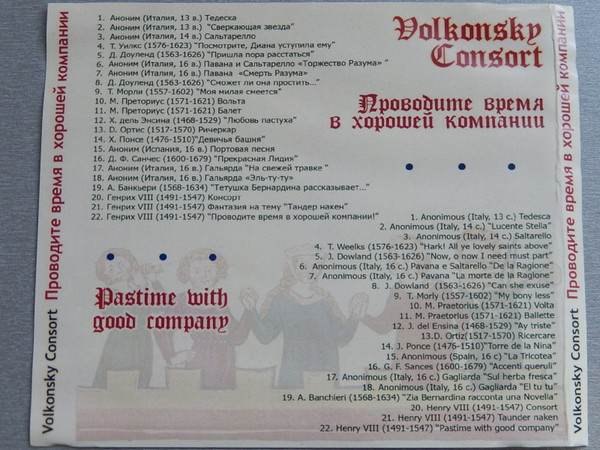 1. Аноним (Италия, 13 в.) Тедеска
2. Аноним (Италия, 14 в.) "Сверкающая звезда"
3. Аноним (Италия, 14 в.) Сальтарелло
4. Т. Уилкс (1576-1623) "Посмотрите, Диана уступила ему"
5. Д. Доуленд (1563-1626) "Пришла пора расстаться"
6. Аноним (Италия, 16 в.) Павана и Сальтарелло «Торжество Разума»
7. Аноним (Италия, 16 в.) Павана «Смерть Разума»
8. Д. Доуленд (1563-1626) "Сможет ли она простить..."
9. Т. Морли (1557-1602) "Моя милая смеется"
10. М. Преториус (1571-1621) Вольта
11. М. Преториус (1571-1621) Балет
12. Х. дель Энсина (1468-1529) "Любовь пастуха"
13. D. Ортис (1517-1570) Ричеркар
14. Х. Понсе (1476-1510)"Девичья башня"
15. Аноним (Испания, 16 в.) Портовая песня
16. Д.Ф. Санчес (1600-1679) "Прекрасная Лидия"
17. Аноним (Италия, 16 в.) Гальярда "На свежей травке "
18. Аноним (Италия, 16 в.) Гальярда «Эль-ту-ту»
19. А. Банкьери (1568-1634) "Тетушка Бернардина рассказывает..."
20. Генрих VIII (1491-1547) Консорт
21. Генрих VIII (1491-1547) Фантазия на тему "Тандер накен"
22. Генрих VIII (1491-1547) "Проводите время в хорошей компании!"
Volkonsky
Consort
Проводите время
в хорошей компании
Pastime with
good company
1. Anonimous (Italy, 13 c.) Tedesca
2. Anonimous (Italy, 14 c.) "Lucente Stella"
3. Anonimous (Italy, 14 c.) Saltarello
4. T. Weelks (1576-1623) "Hark! All ye lovely saints above"
5. J. Dowland (1563-1626) "Now, o now I need must part"
6. Anonimous (Italy, 16 c.) Pavana e Saltarello "De la Ragione"
7. Anonimous (Italy, 16 c.) Pavana "La morte de la Ragione"
8. J. Dowland (1563-1626) "Can she exuse"
9. T. Morly (1557-1602) "My bony less"
10. M. Praetorius (1571-1621) Volta
11. M. Praetorius (1571-1621) Ballette
12. J. del Ensina (1468-1529) "Ay triste"
13.D. Ortiz(1517-1570) Ricercare
14. J. Ponce (1476-1510)"Torre de la Nina"
15. Anonimous (Spain, 16 c) "La Tricotea"
16. G. F. Sances (1600-1679) "Accenti queruli"
17. Anonimous (Italy, 16 c.) Gagliarda "Sul herba fresca"
18. Anonimous (Italy, 16 c.) Gagliarda "El tu tu"
19. A. Banchieri (1568-1634) "Zia Bernardina racconta una Novella"
20. Henry VIII (1491-1547) Consort
21. Henry VIII (1491-1547) Taunder naken
22. Henry VIII (1491-1547) "Pastime with good company"
Volkonsky Consort Проводите время в хорошей компании
Volkonsky Consort Проводите время в хорошей компании